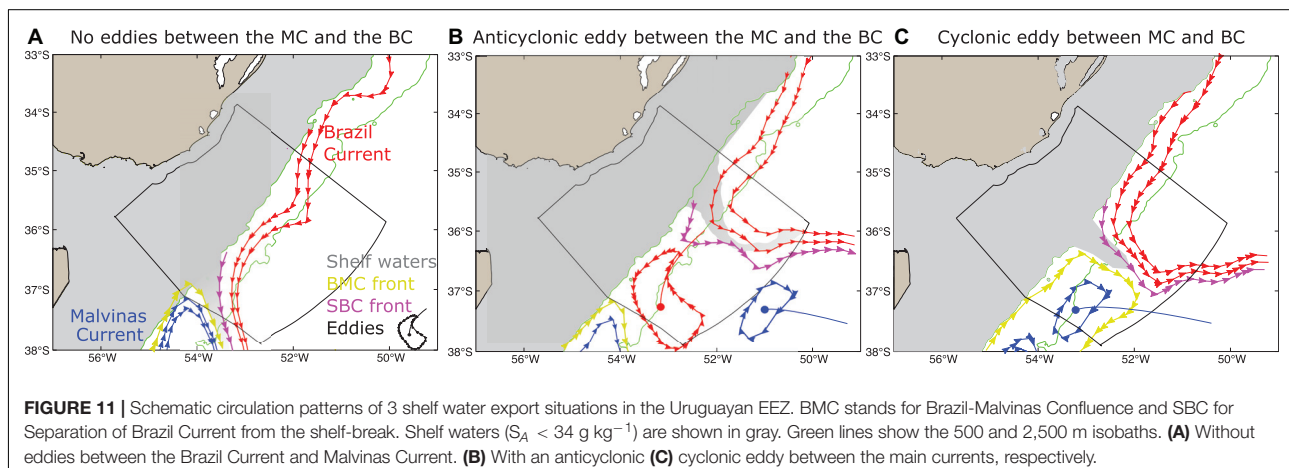 A No eddies between the MC and the BC
B Anticyclonic eddy between the MC and the BC
C Cyclonic eddy between MC and BC
33°S
34°S
35°S
36°S
37°S
38°S
Brazil
Current
Shelf waters
BMC front
SBC front
Eddies
Malvinas
Current
56°W
54°W
52°W
50°W
33°S
34°S
35°S
36°S
37°S
38°S
56°W
54°W
52°W
50°W
33°S
34°S
35°S
36°S
37°S
38°S
56°W
54°W
52°W
50°W
FIGURE 11 | Schematic circulation patterns of 3 shelf water export situations in the Uruguayan EEZ. BMC stands for Brazil-Malvinas Confluence and SBC for
Separation of Brazil Current from the shelf-break. Shelf waters (S_A < 34 g kg⁻¹) are shown in gray. Green lines show the 500 and 2,500 m isobaths. (A) Without
eddies between the Brazil Current and Malvinas Current. (B) With an anticyclonic (C) cyclonic eddy between the main currents, respectively.